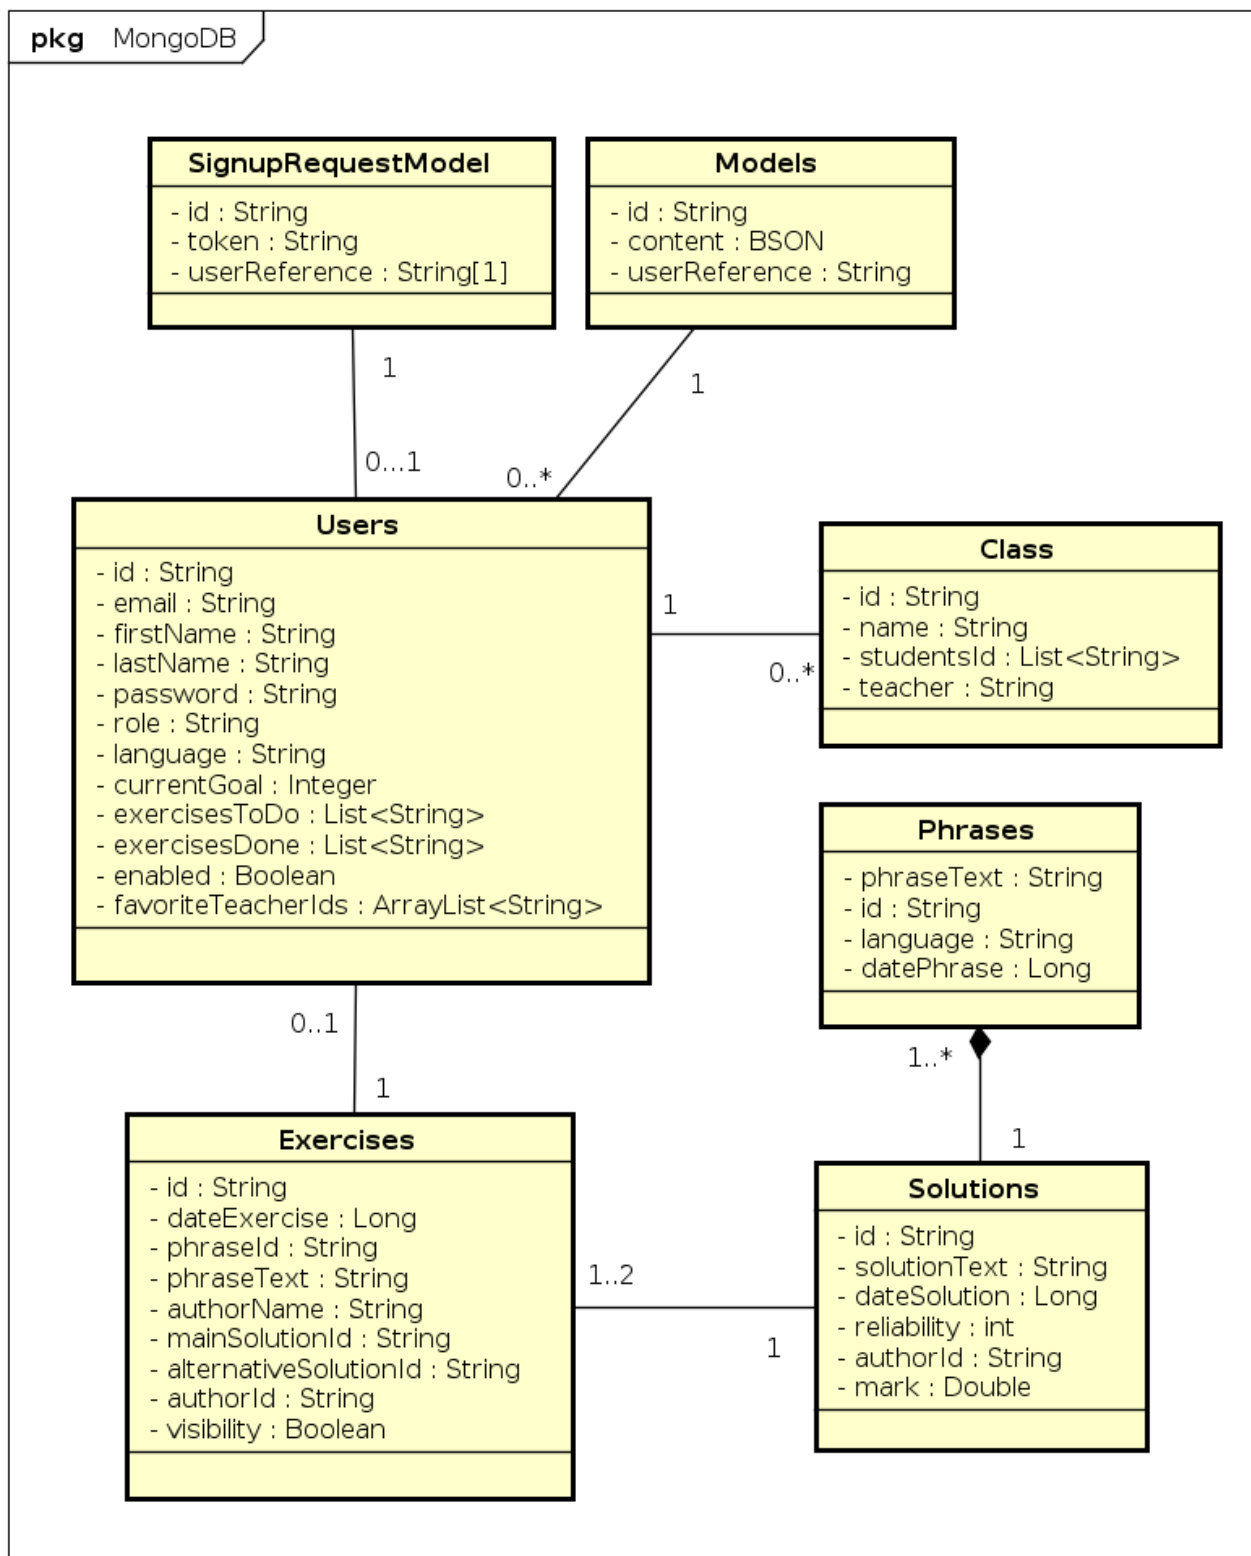 pkg MongoDB
SignupRequestModel
- id : String
- token : String
- userReference : String[1]
Models
- id : String
- content : BSON
- userReference : String
1
1
0...1
0..*
Users
- id : String
- email : String
- firstName : String
- lastName : String
- password : String
- role : String
- language : String
- currentGoal : Integer
- exercisesToDo : List<String>
- exercisesDone : List<String>
- enabled : Boolean
- favoriteTeacherIds : ArrayList<String>
1
0..*
Class
- id : String
- name : String
- studentsId : List<String>
- teacher : String
Phrases
- phraseText : String
- id : String
- language : String
- datePhrase : Long
0..1
1
1..*
1
Exercises
- id : String
- dateExercise : Long
- phraseId : String
- phraseText : String
- authorName : String
- mainSolutionId : String
- alternativeSolutionId : String
- authorId : String
- visibility : Boolean
1..2
1
Solutions
- id : String
- solutionText : String
- dateSolution : Long
- reliability : int
- authorId : String
- mark : Double